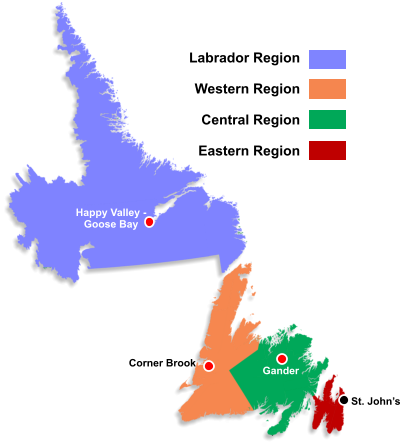 Labrador Region
Western Region
Central Region
Eastern Region
Happy Valley -
Goose Bay
Corner Brook
Gander
St. John's